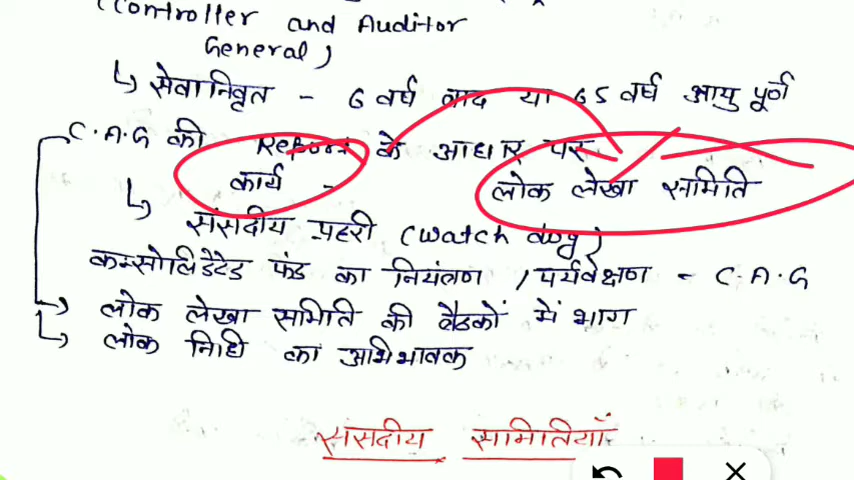 (Controller and Auditor
General)
↳ सेवानिवृत - 6 वर्ष बाद या 65 वर्ष आयु पूर्ण
C.A.G की Report के आधार पर
कार्य - लोक लेखा समिति
↳ संसदीय प्रहरी (watch dog)
कन्सोलिडेटेड फंड का नियंत्रण / पर्यवेक्षण - C.A.G
↳ लोक लेखा समिति की बैठकों में भाग
↳ लोक निधि का अभिभावक
संसदीय समितियाँ